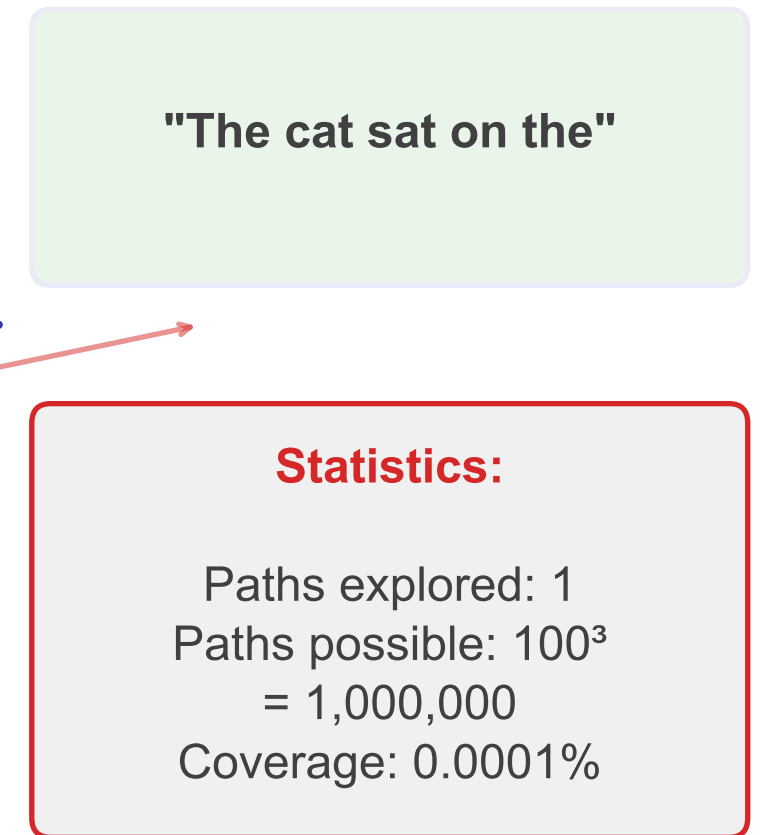 "The cat sat on the"
Statistics:
Paths explored: 1
Paths possible: 100³
= 1,000,000
Coverage: 0.0001%